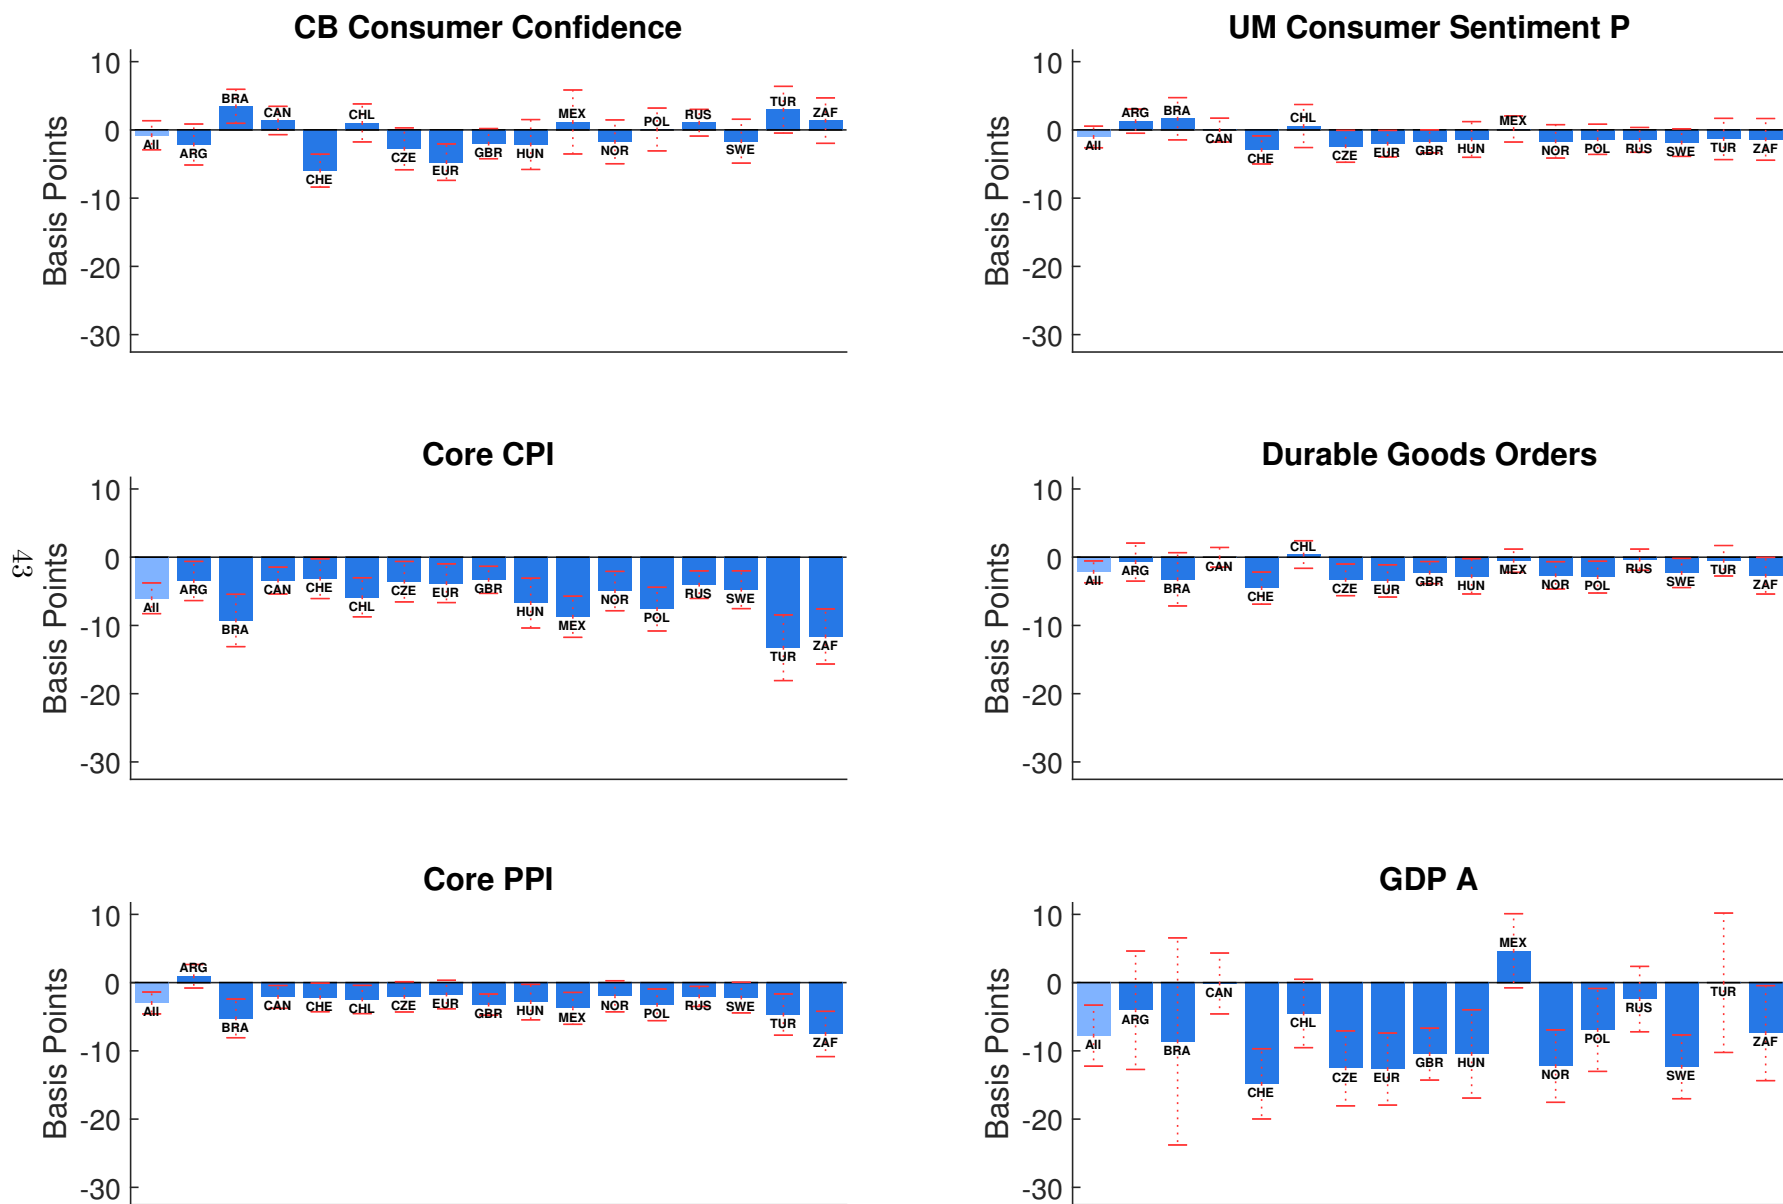 CB Consumer Confidence
Basis Points
10
0
-10
-20
-30
All
ARG
BRA
CAN
CHE
CHL
CZE
EUR
GBR
HUN
MEX
NOR
POL
RUS
SWE
TUR
ZAF
UM Consumer Sentiment P
Basis Points
10
0
-10
-20
-30
All
ARG
BRA
CAN
CHE
CHL
CZE
EUR
GBR
HUN
MEX
NOR
POL
RUS
SWE
TUR
ZAF
Core CPI
Basis Points
10
0
-10
-20
-30
All
ARG
BRA
CAN
CHE
CHL
CZE
EUR
GBR
HUN
MEX
NOR
POL
RUS
SWE
TUR
ZAF
Durable Goods Orders
Basis Points
10
0
-10
-20
-30
All
ARG
BRA
CAN
CHE
CHL
CZE
EUR
GBR
HUN
MEX
NOR
POL
RUS
SWE
TUR
ZAF
43
Core PPI
Basis Points
10
0
-10
-20
-30
All
ARG
BRA
CAN
CHE
CHL
CZE
EUR
GBR
HUN
MEX
NOR
POL
RUS
SWE
TUR
ZAF
GDP A
Basis Points
10
0
-10
-20
-30
All
ARG
BRA
CAN
CHE
CHL
CZE
EUR
GBR
HUN
MEX
NOR
POL
RUS
SWE
TUR
ZAF